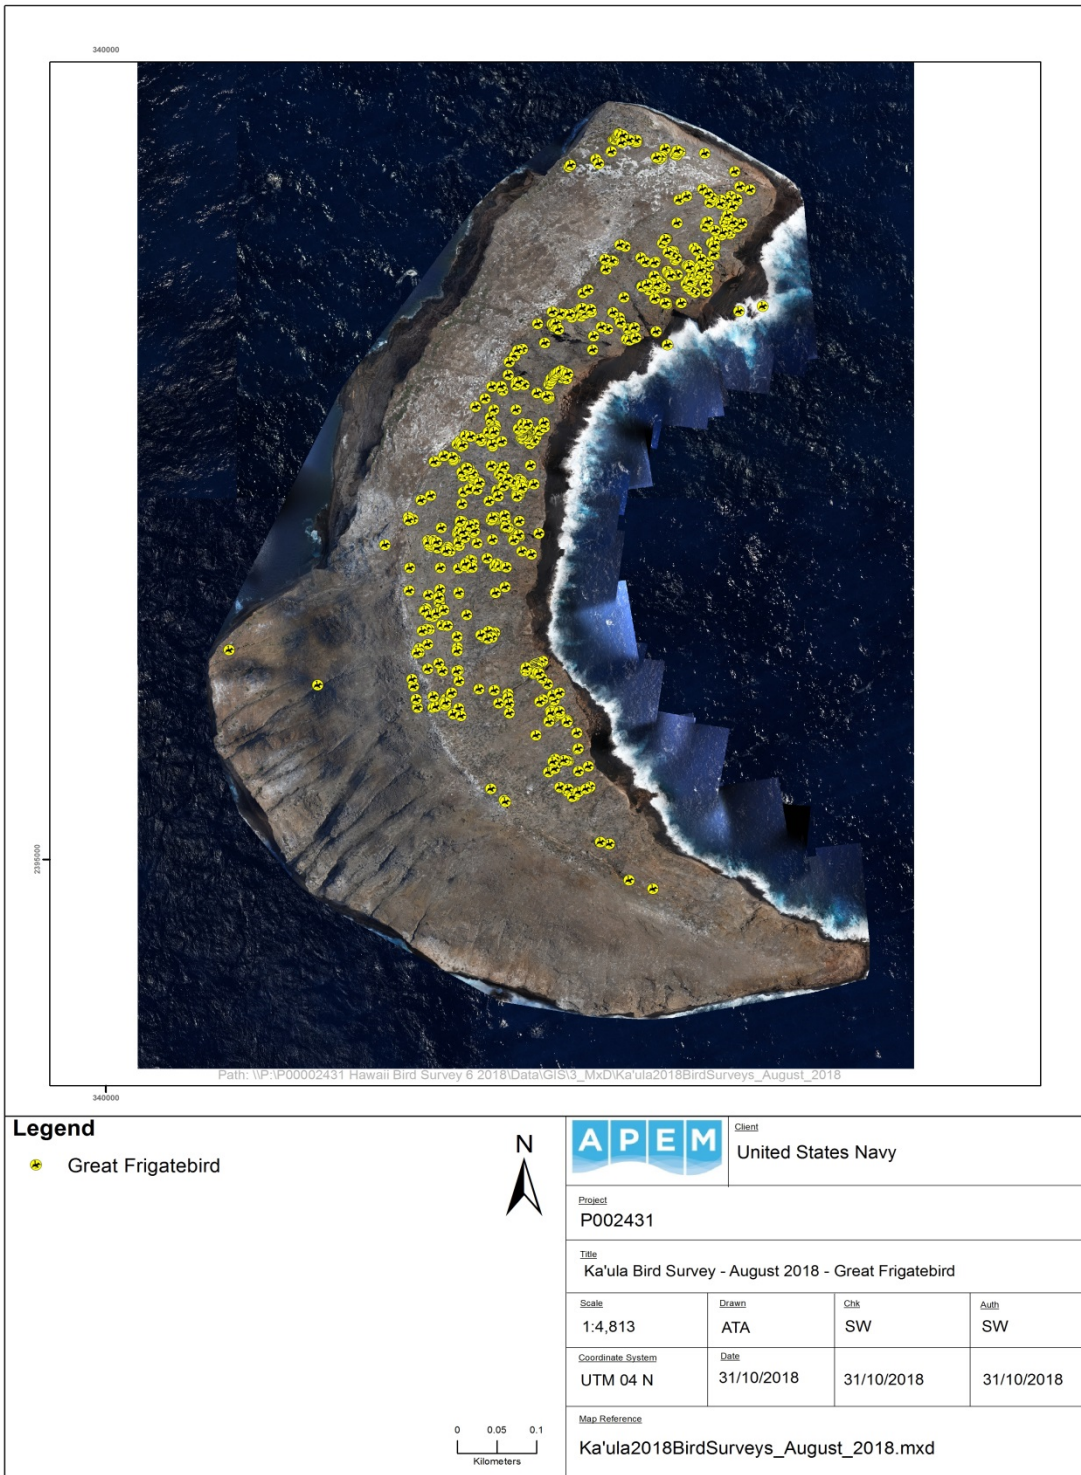 340000
2395000
Path: \\P:\P00002431 Hawaii Bird Survey 6 2018\Data\GIS\3_MxD\Ka'ula2018BirdSurveys_August_2018
340000
Legend
Great Frigatebird
N
0 0.05 0.1
Kilometers
APEM
Client
United States Navy
Project
P002431
Title
Ka'ula Bird Survey - August 2018 - Great Frigatebird
Scale Drawn Chk Auth
1:4,813 ATA SW SW
Coordinate System Date
UTM 04 N 31/10/2018 31/10/2018 31/10/2018
Map Reference
Ka'ula2018BirdSurveys_August_2018.mxd